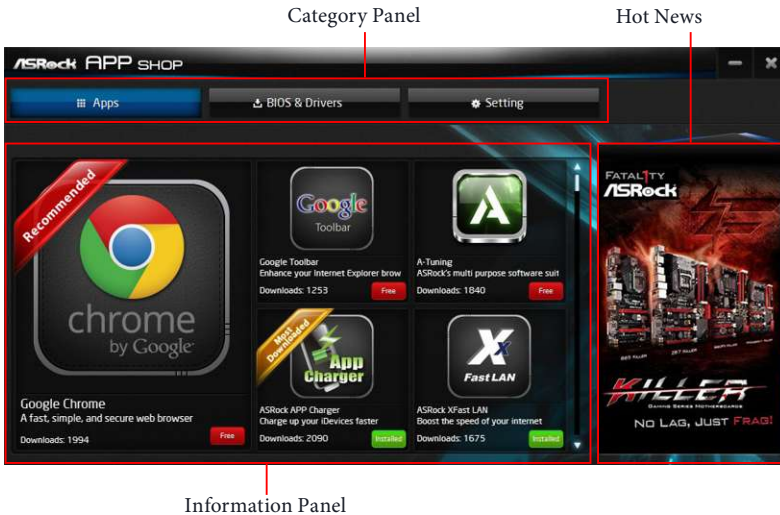 Category Panel
Hot News
ASRock APP SHOP
Apps
BIOS & Drivers
Setting
Recommended
chrome
by Google
Google Chrome
A fast, simple, and secure web browser
Downloads: 1994
Free
Google
Toolbar
Google Toolbar
Enhance your Internet Explorer brow
Downloads: 1253
Free
A
A-Tuning
ASRock's multi purpose software suit
Downloads: 1840
Free
Most
Downloaded
App
Charger
ASRock APP Charger
Charge up your iDevices faster
Downloads: 2090
Installed
Fast LAN
ASRock XFast LAN
Boost the speed of your internet
Downloads: 1675
Installed
FATAL1TY
ASRock
KILLER
GAMING SERIES MOTHERBOARDS
NO LAG, JUST FRAG!
Information Panel